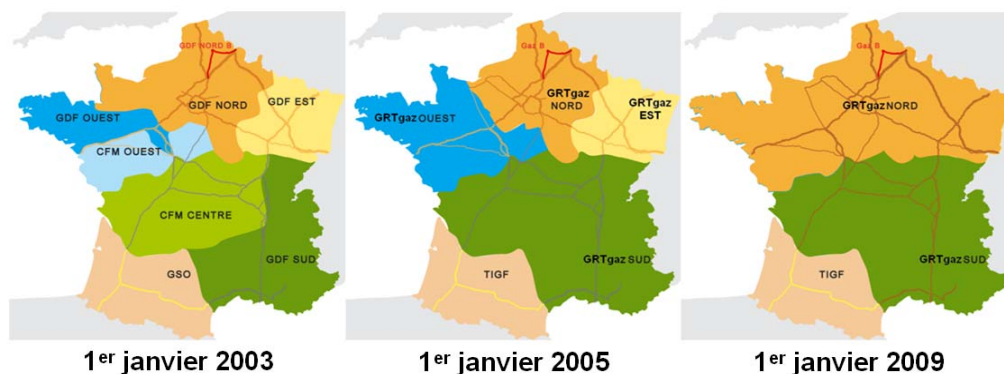 GDF NORD B
GDF NORD
GDF EST
GDF OUEST
CFM OUEST
CFM CENTRE
GSO
GDF SUD
1er janvier 2003
Gaz B
GRTgaz
NORD
GRTgaz
EST
GRTgaz OUEST
TIGF
GRTgaz SUD
1er janvier 2005
Gaz B
GRTgaz NORD
TIGF
GRTgaz SUD
1er janvier 2009